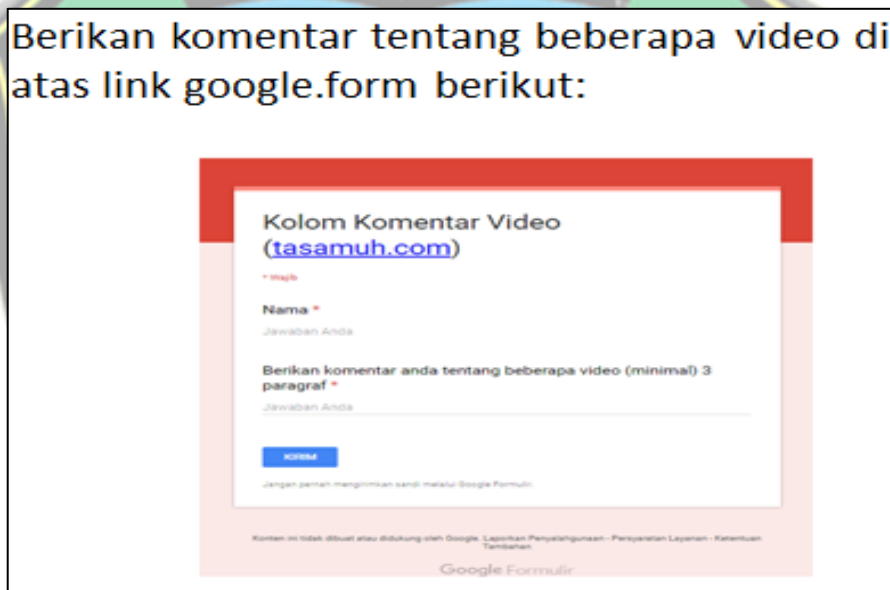 Berikan komentar tentang beberapa video di
atas link google.form berikut:
Kolom Komentar Video
(tasamuh.com)
* Wajib
Nama *
Jawaban Anda
Berikan komentar anda tentang beberapa video (minimal) 3
paragraf *
Jawaban Anda
KIRIM
Jangan pernah mengirimkan sandi melalui Google Formulir.
Konten ini tidak dibuat atau didukung oleh Google. Laporkan Penyalahgunaan - Persyaratan Layanan - Ketentuan
Tambahan
Google Formulir